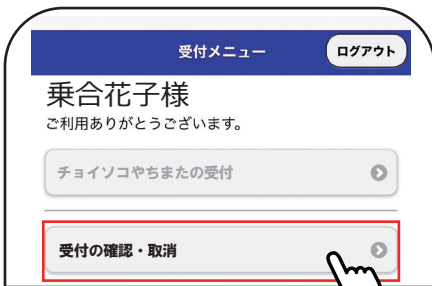 受付メニュー
ログアウト
乗合花子様
ご利用ありがとうございます。
チョイソコやちまたの受付
受付の確認・取消